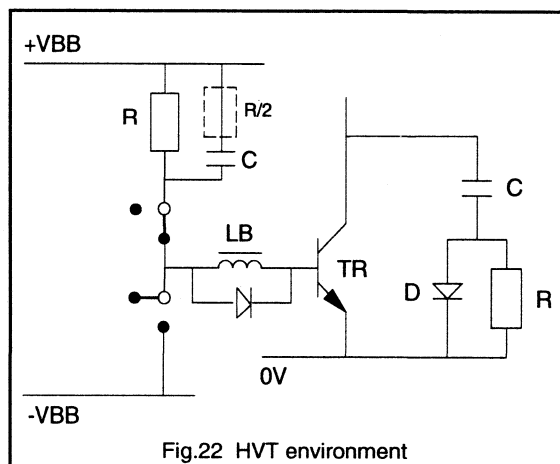 +VBB
R
R/2
C
LB
TR
C
D
R
0V
-VBB
Fig.22 HVT environment